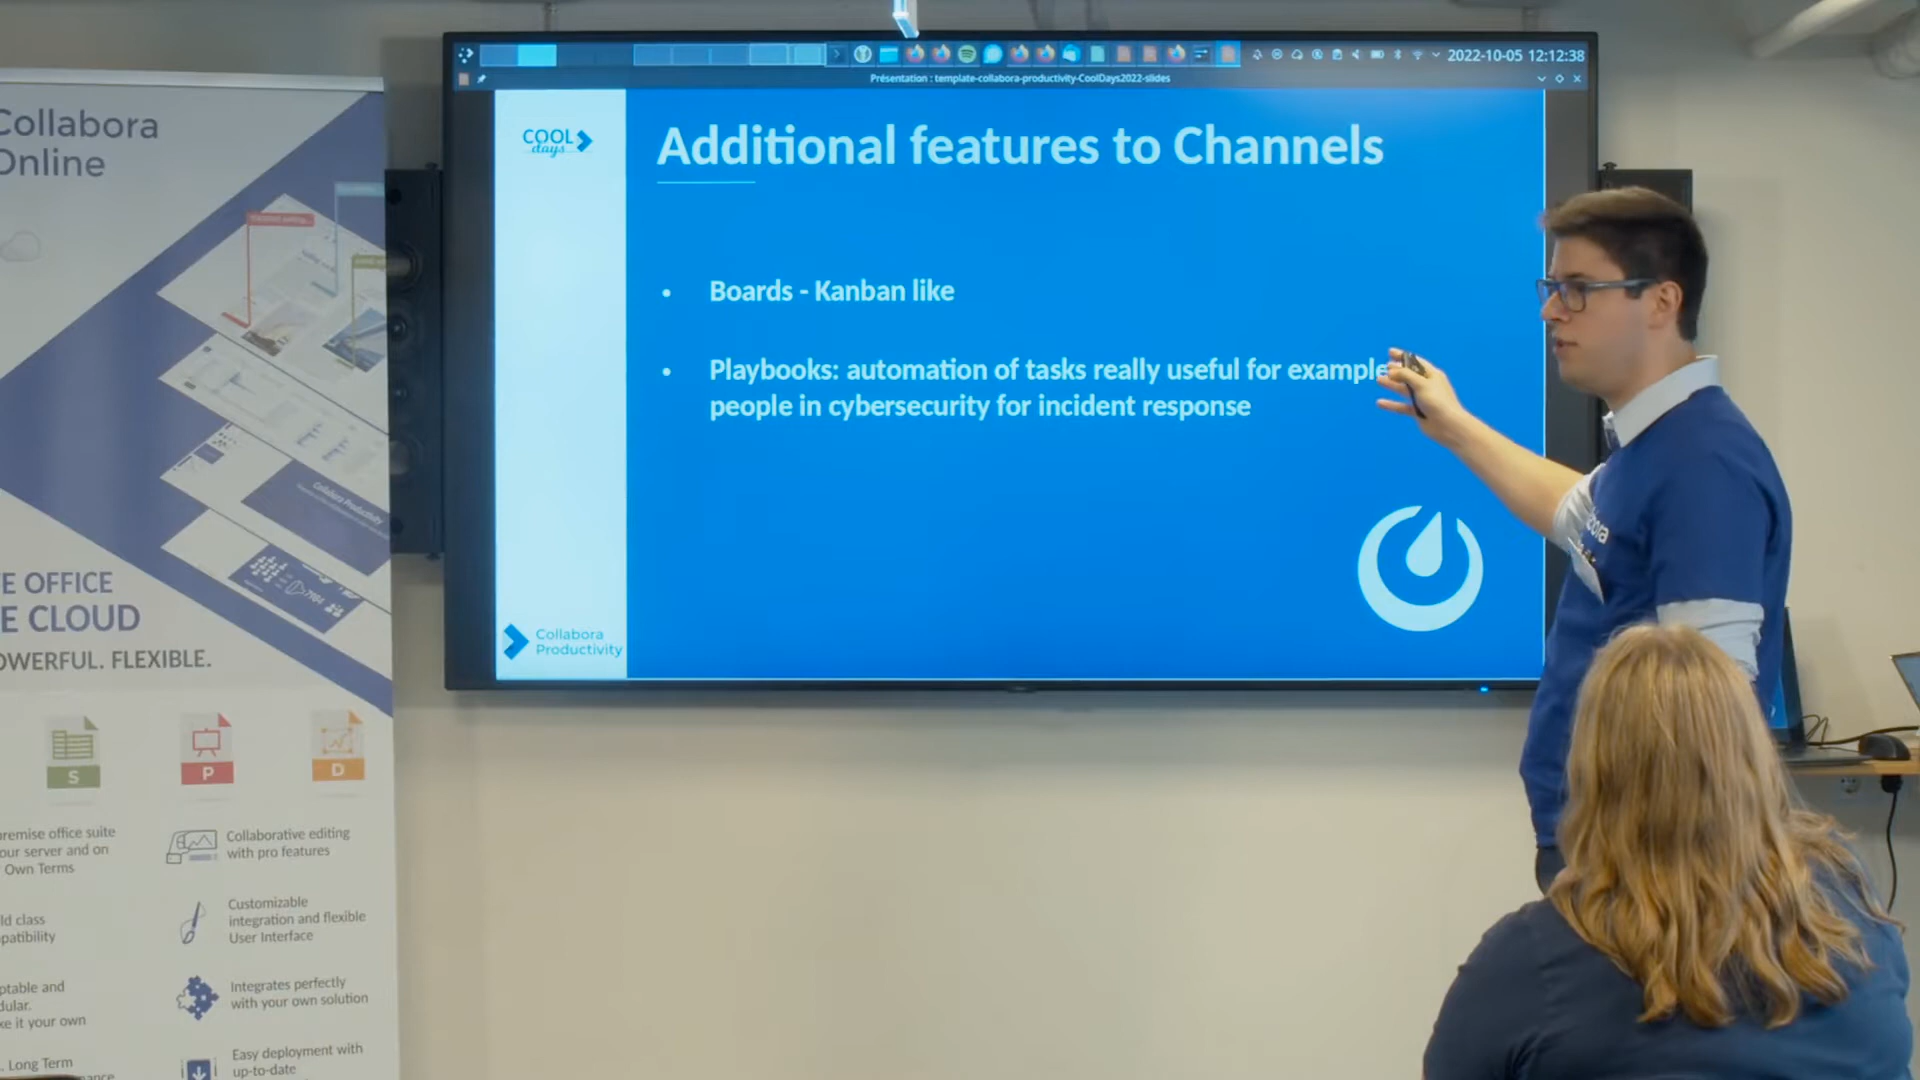 Collabora
Online
E OFFICE
E CLOUD
OWERFUL. FLEXIBLE.
S
P
D
remise office suite
our server and on
Own Terms
Collaborative editing
with pro features
ld class
patibility
Customizable
integration and flexible
User Interface
ptable and
dular.
ke it your own
Integrates perfectly
with your own solution
Long Term
nance
Easy deployment with
up-to-date
Collabora Productivity
2022-10-05 12:12:38
Présentation : template-collabora-productivity-CoolDays2022-slides
COOL
days
Additional features to Channels
• Boards - Kanban like
• Playbooks: automation of tasks really useful for example
people in cybersecurity for incident response
Collabora
Productivity